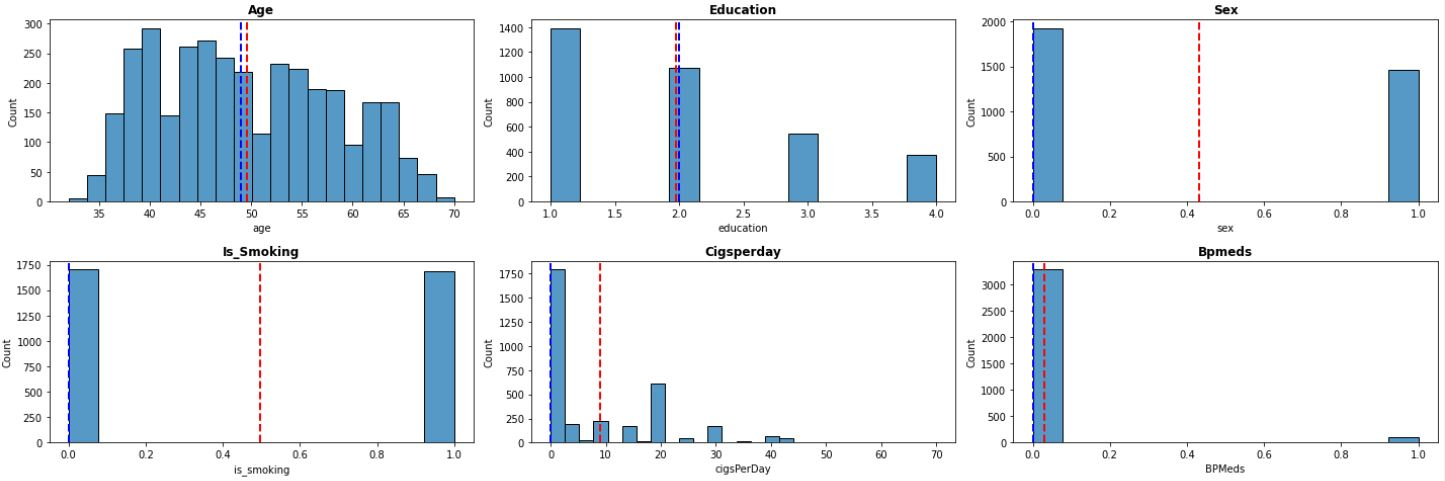 Age
Count
300
250
200
150
100
50
0
35 40 45 50 55 60 65 70
age
Education
Count
1400
1200
1000
800
600
400
200
0
1.0 1.5 2.0 2.5 3.0 3.5 4.0
education
Sex
Count
2000
1500
1000
500
0
0.0 0.2 0.4 0.6 0.8 1.0
sex
Is_Smoking
Count
1750
1500
1250
1000
750
500
250
0
0.0 0.2 0.4 0.6 0.8 1.0
is_smoking
Cigsperday
Count
1750
1500
1250
1000
750
500
250
0
0 10 20 30 40 50 60 70
cigsPerDay
Bpmeds
Count
3000
2500
2000
1500
1000
500
0
0.0 0.2 0.4 0.6 0.8 1.0
BPMeds